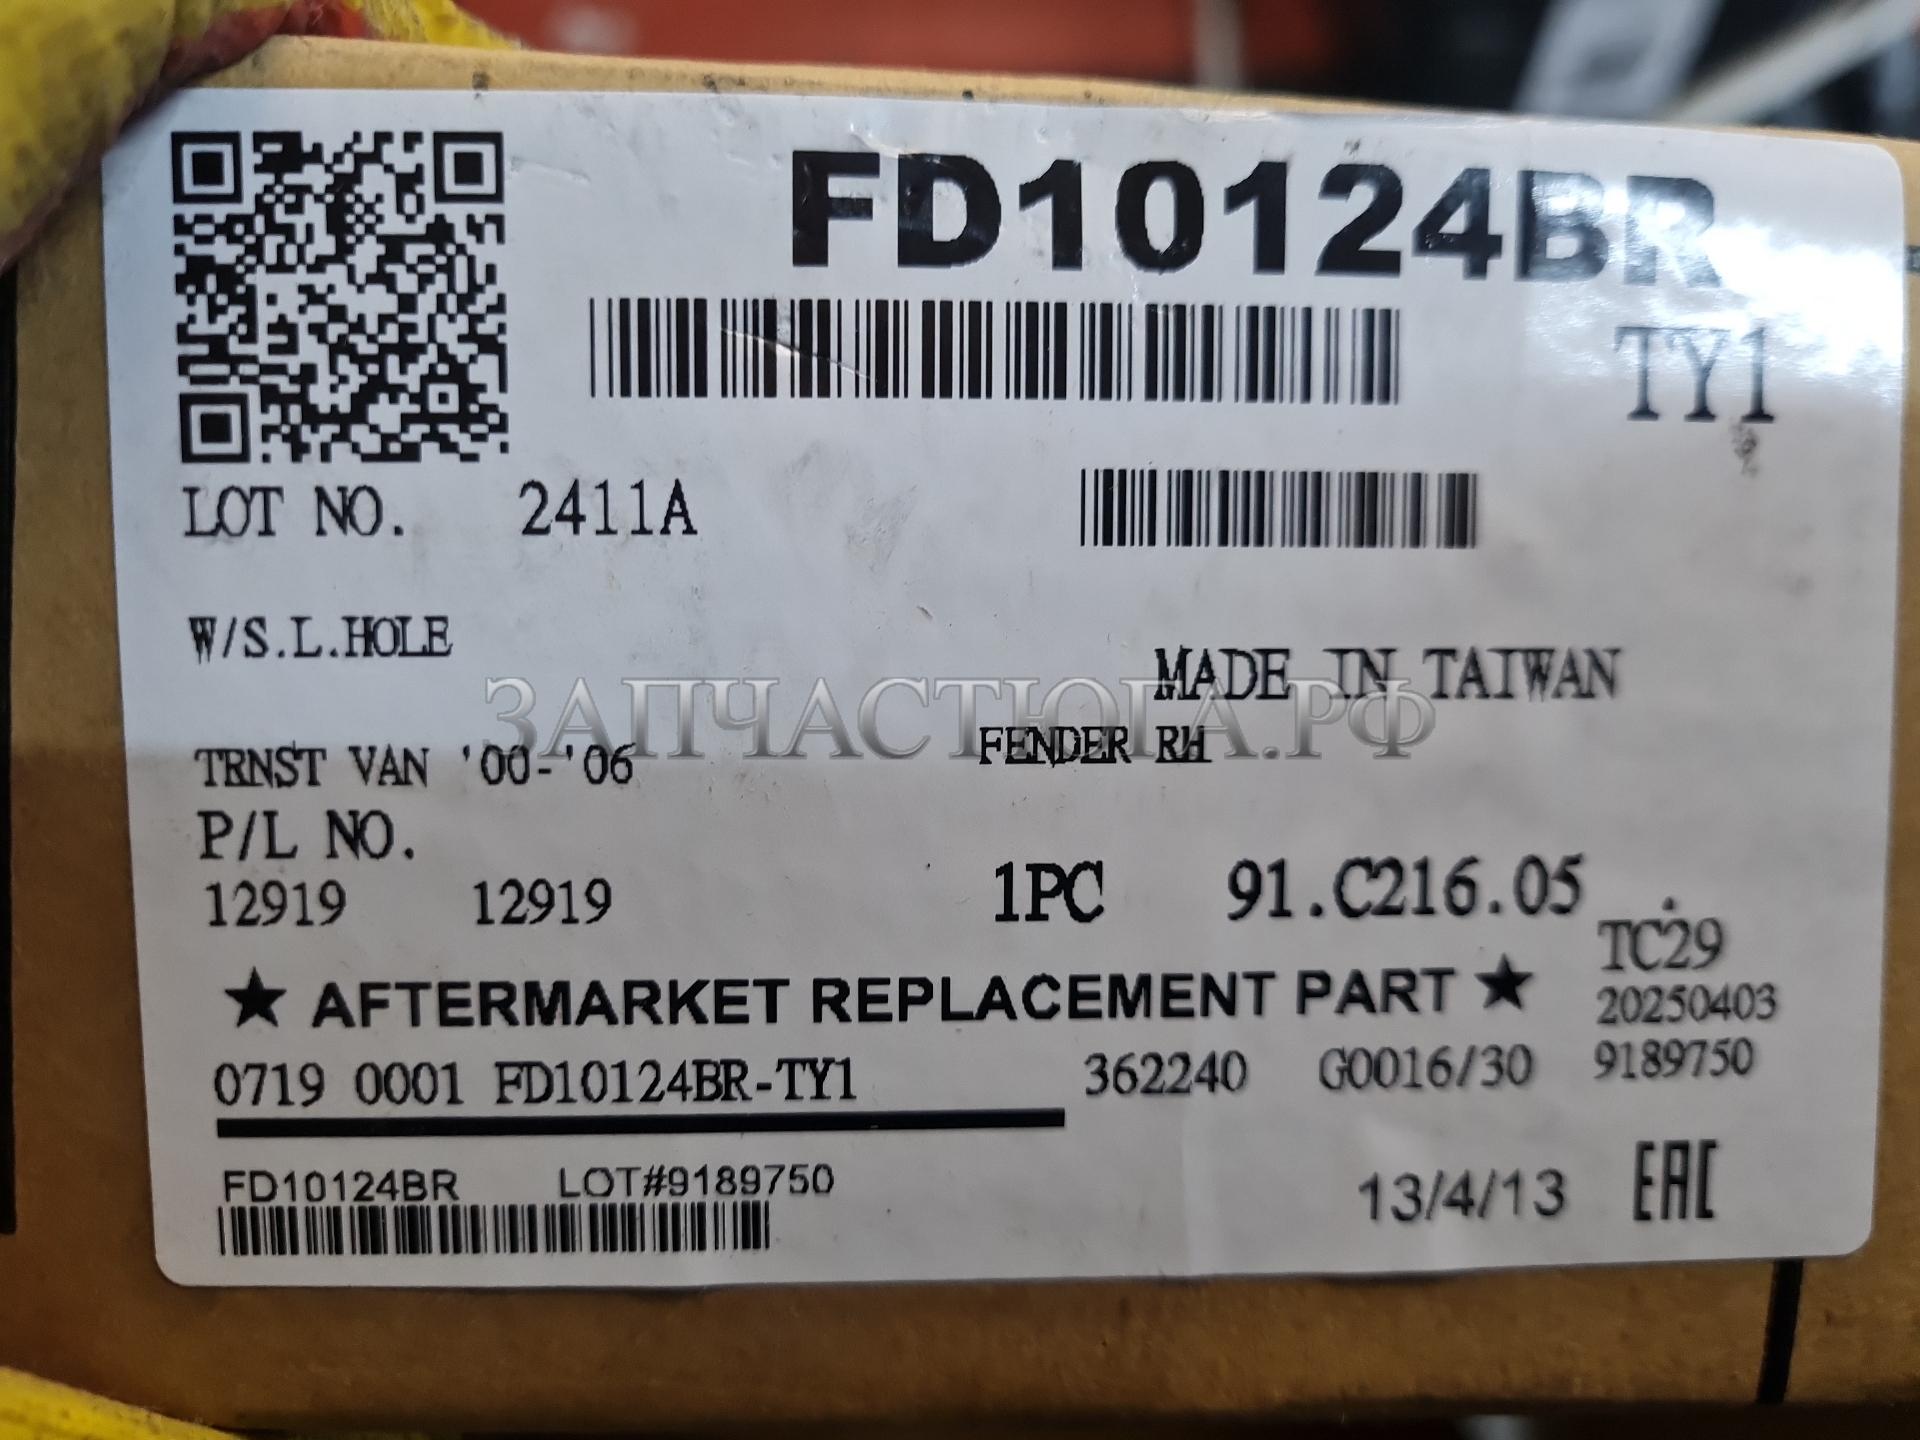 FD10124BR
TY1
LOT NO. 2411A
W/S.L.HOLE
MADE IN TAIWAN
ЗАПЧАСТЮГА.РФ
TRNST VAN '00-'06 FENDER RH
P/L NO.
12919 12919 1PC 91.C216.05
TC29
★ AFTERMARKET REPLACEMENT PART ★ 20250403
0719 0001 FD10124BR-TY1 362240 G0016/30 9189750
FD10124BR LOT#9189750
13/4/13 EAC